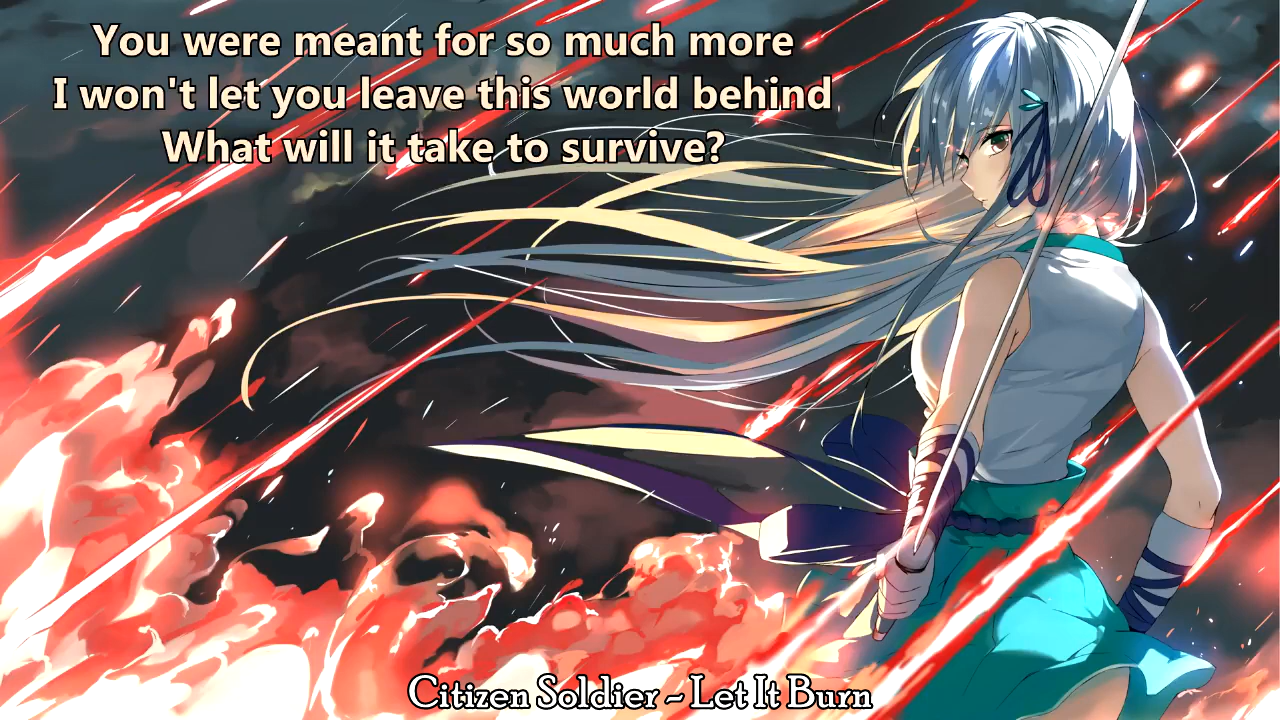 You were meant for so much more
I won't let you leave this world behind
What will it take to survive?
Citizen Soldier ~ Let It Burn